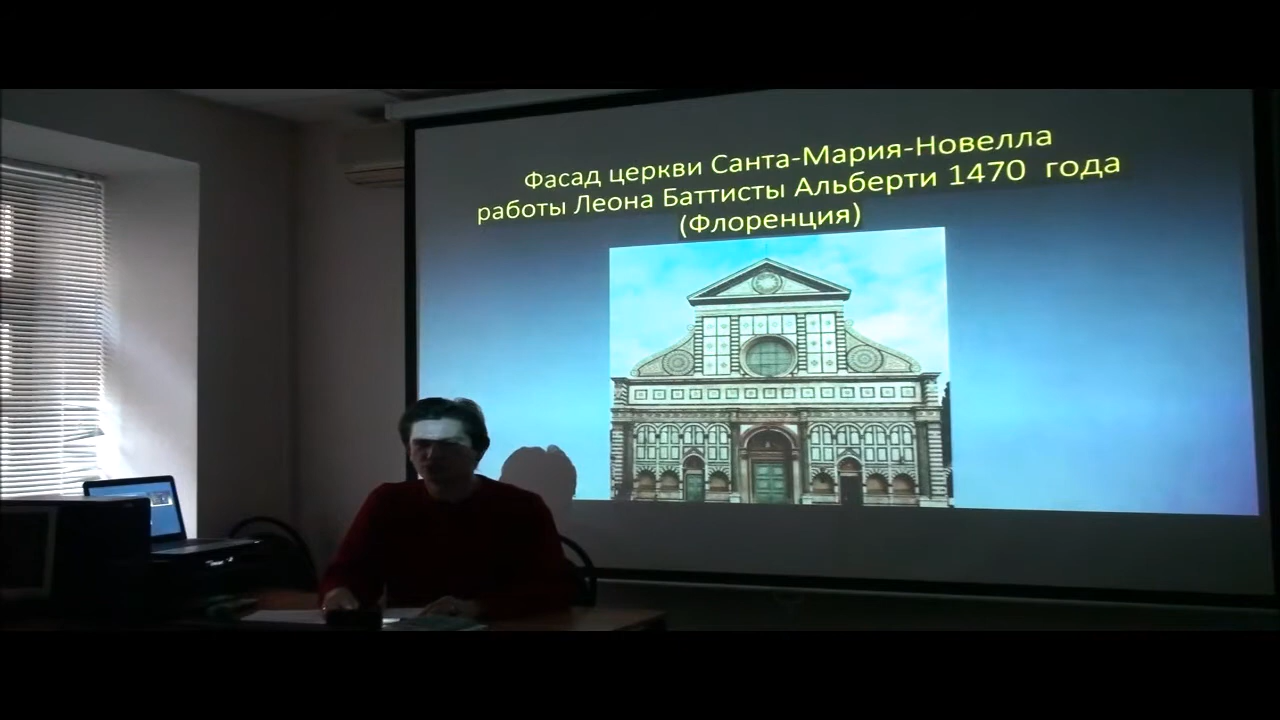 Фасад церкви Санта-Мария-Новелла
работы Леона Баттисты Альберти 1470 года
(Флоренция)